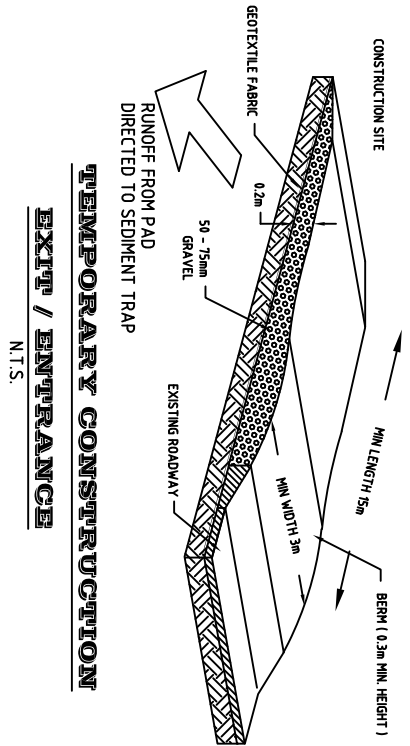 CONSTRUCTION SITE
GEOTEXTILE FABRIC
0.2m
50 - 75mm
GRAVEL
MIN LENGTH 15m
BERM ( 0.3m MIN. HEIGHT )
MIN WIDTH 3m
EXISTING ROADWAY
RUNOFF FROM PAD
DIRECTED TO SEDIMENT TRAP
TEMPORARY CONSTRUCTION
EXIT / ENTRANCE
N.T.S.